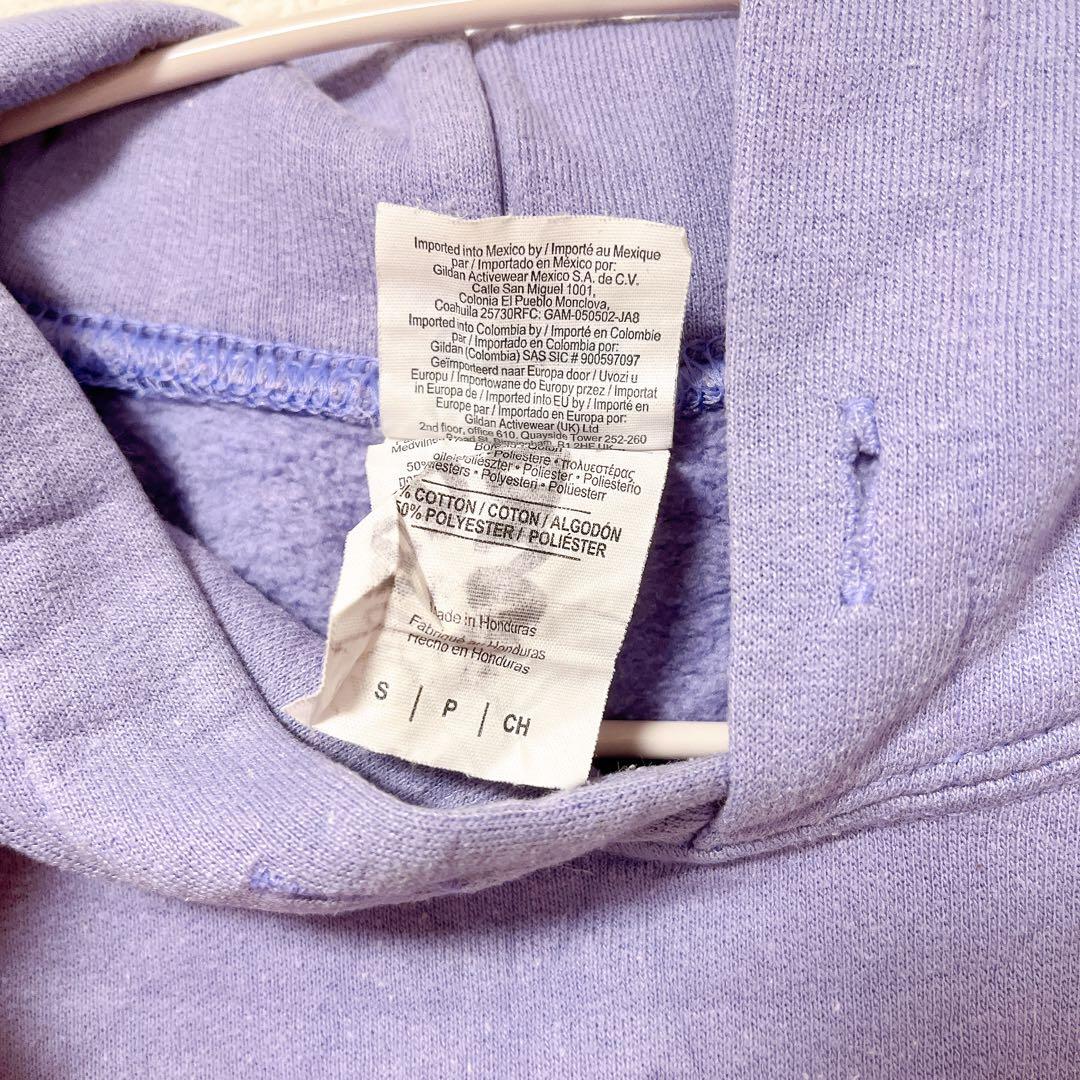 Imported into Mexico by / Importé au Mexique
par / Importado en México por:
Gildan Activewear Mexico S.A. de C.V.
Calle San Miguel 1001,
Colonia El Pueblo Monclova,
Coahuila 25730RFC: GAM-050502-JA8
Imported into Colombia by / Importé en Colombie
par / Importado en Colombia por:
Gildan (Colombia) SAS SIC # 900597097
Geïmporteerd naar Europa door / Uvozi u
Europu / Importowane do Europy przez / Importat
in Europa de / Imported into EU by / Importé en
Europe par / Importado en Europa por:
Gildan Activewear (UK) Ltd
2nd floor, office 610, Quayside Tower 252-260
Poliestere • πολυεστέρας
• Poliester • Poliestério
• Polyesteri • Polüesterr
% COTTON / COTON / ALGODÓN
50% POLYESTER / POLIÉSTER
Made in Honduras
Fabriqué en Honduras
Hecho en Honduras
S | P | CH